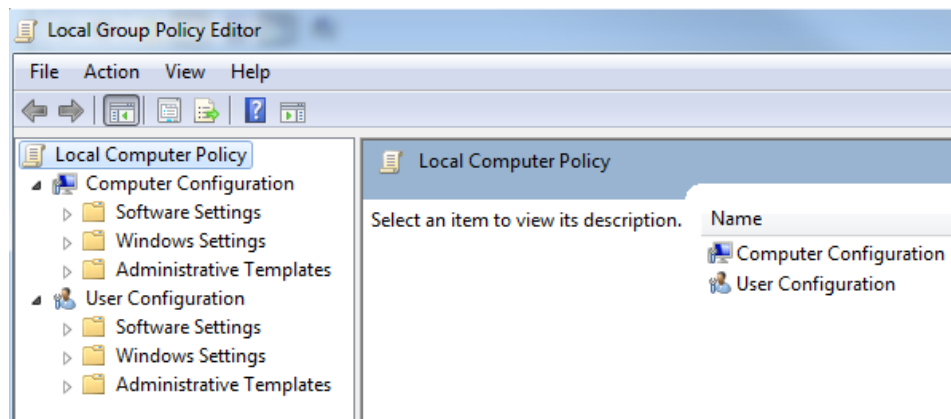 Local Group Policy Editor
File Action View Help
Local Computer Policy
Computer Configuration
Software Settings
Windows Settings
Administrative Templates
User Configuration
Software Settings
Windows Settings
Administrative Templates
Local Computer Policy
Select an item to view its description.
Name
Computer Configuration
User Configuration